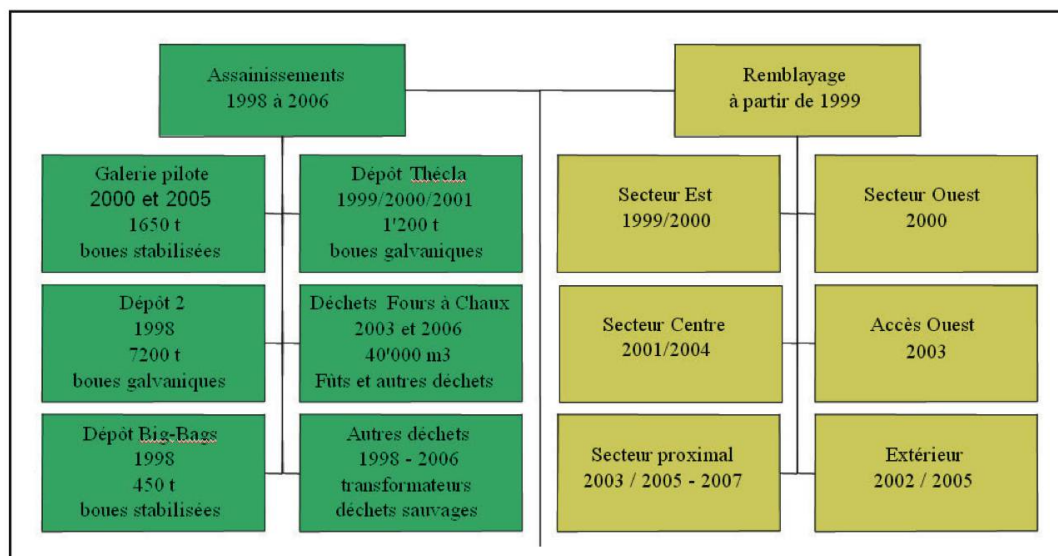 Assainissements
1998 à 2006
Galerie pilote
2000 et 2005
1650 t
boues stabilisées
Dépôt Thécla
1999/2000/2001
1'200 t
boues galvaniques
Dépôt 2
1998
7200 t
boues galvaniques
Déchets Fours à Chaux
2003 et 2006
40'000 m3
Fûts et autres déchets
Dépôt Big-Bags
1998
450 t
boues stabilisées
Autres déchets
1998 - 2006
transformateurs
déchets sauvages
Remblayage
à partir de 1999
Secteur Est
1999/2000
Secteur Ouest
2000
Secteur Centre
2001/2004
Accès Ouest
2003
Secteur proximal
2003 / 2005 - 2007
Extérieur
2002 / 2005